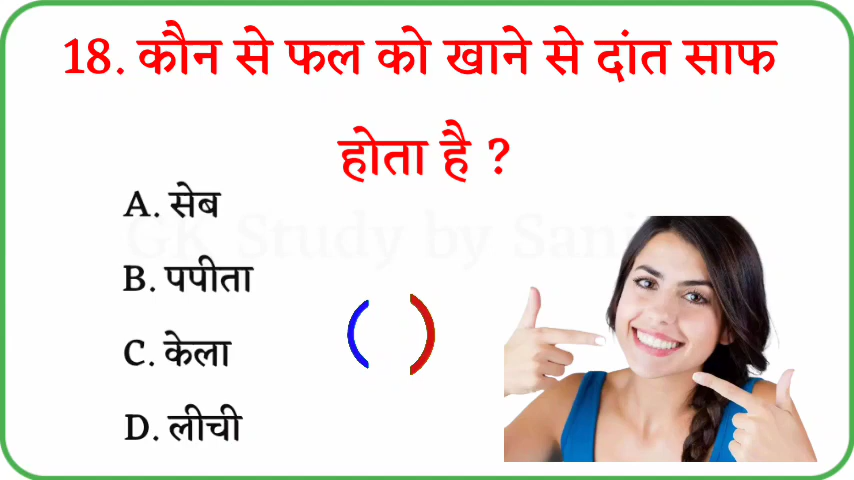 18. कौन से फल को खाने से दांत साफ
होता है ?
A. सेब
GK Study by Sani
B. पपीता
C. केला
D. लीची